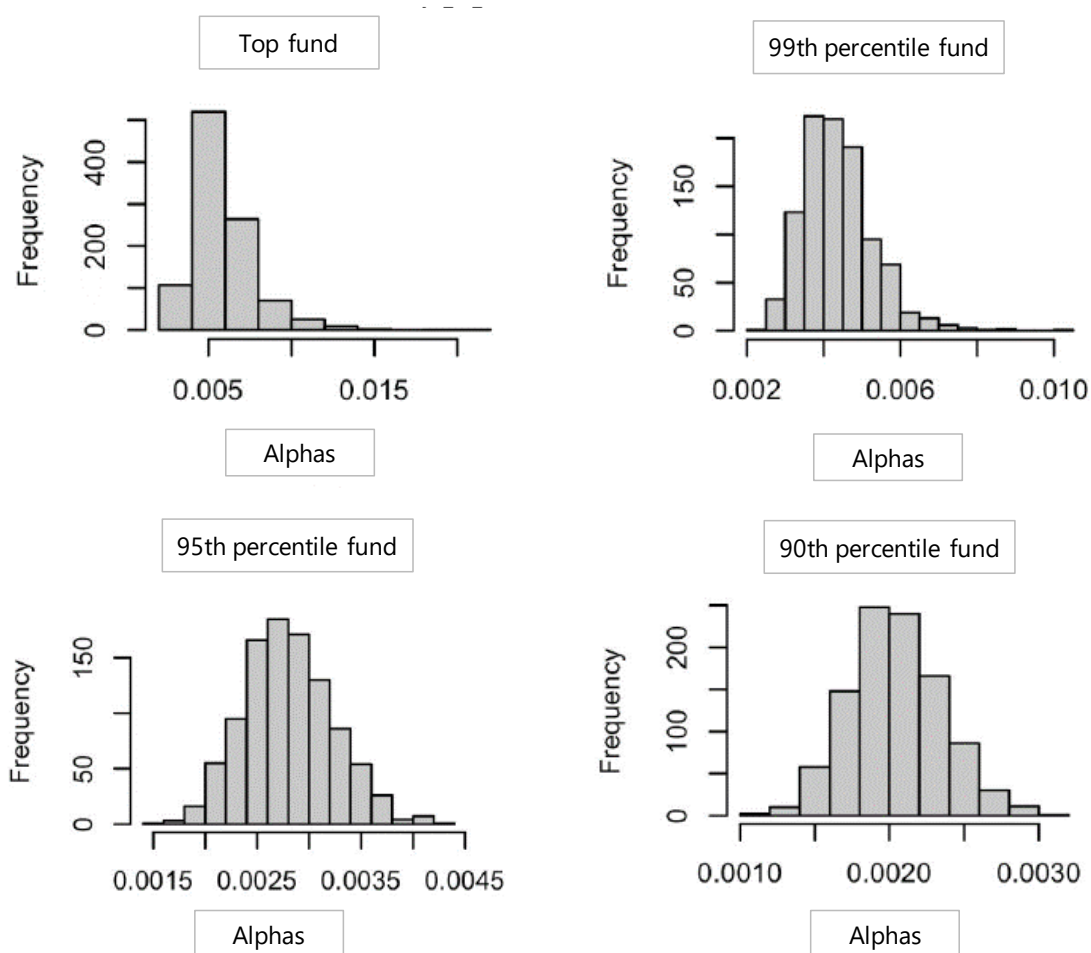 Top fund
Frequency
0
200
400
0.005
0.015
Alphas
99th percentile fund
Frequency
0
50
150
0.002
0.006
0.010
Alphas
95th percentile fund
Frequency
0
50
150
0.0015
0.0025
0.0035
0.0045
Alphas
90th percentile fund
Frequency
0
100
200
0.0010
0.0020
0.0030
Alphas